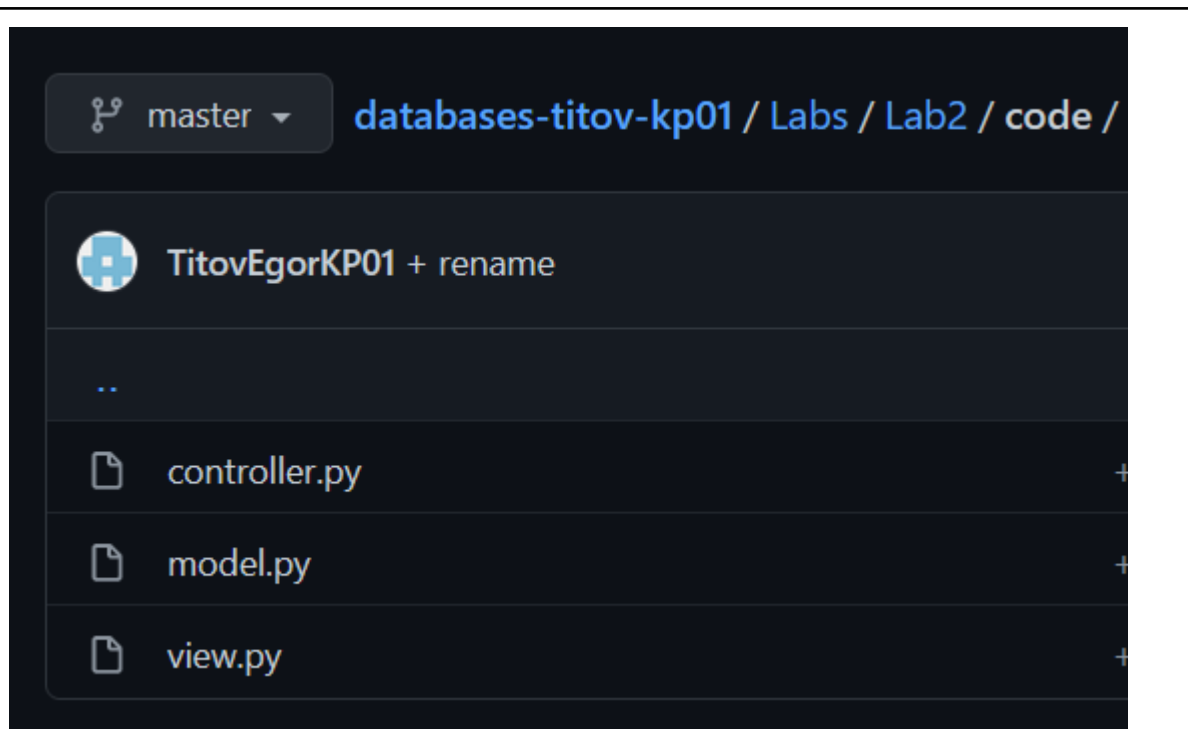 master databases-titov-kp01 / Labs / Lab2 / code /
TitovEgorKP01 + rename
..
controller.py +
model.py +
view.py +